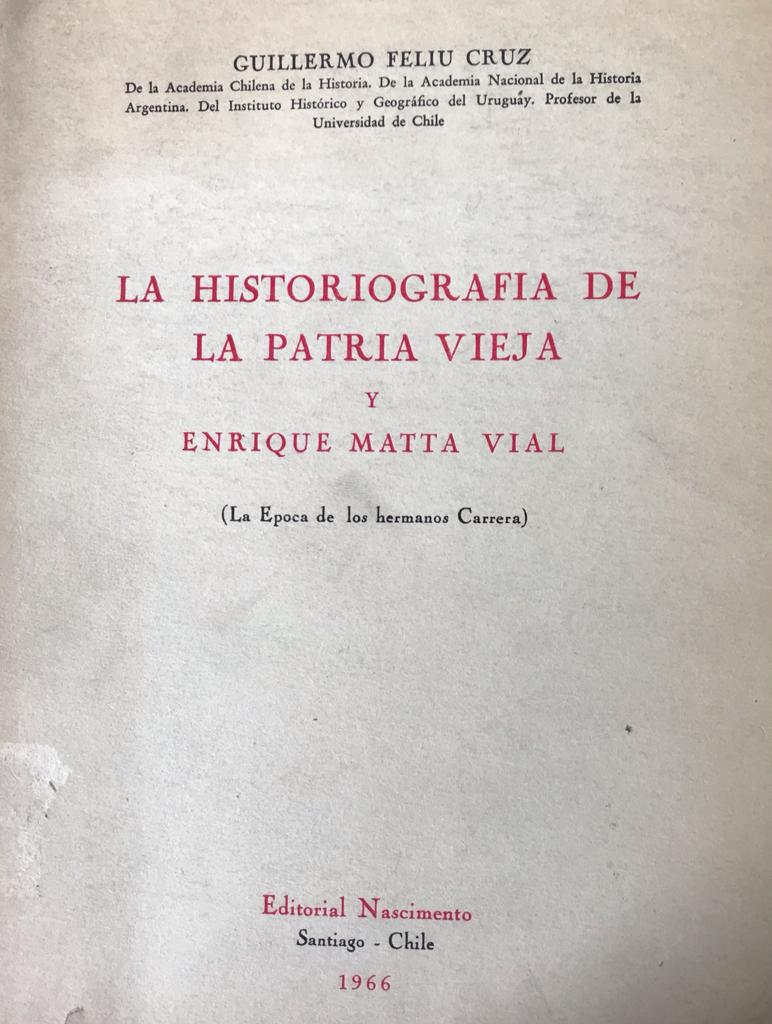 GUILLERMO FELIU CRUZ
De la Academia Chilena de la Historia. De la Academia Nacional de la Historia
Argentina. Del Instituto Histórico y Geográfico del Uruguay. Profesor de la
Universidad de Chile
LA HISTORIOGRAFIA DE
LA PATRIA VIEJA
Y
ENRIQUE MATTA VIAL
(La Epoca de los hermanos Carrera)
Editorial Nascimento
Santiago - Chile
1966